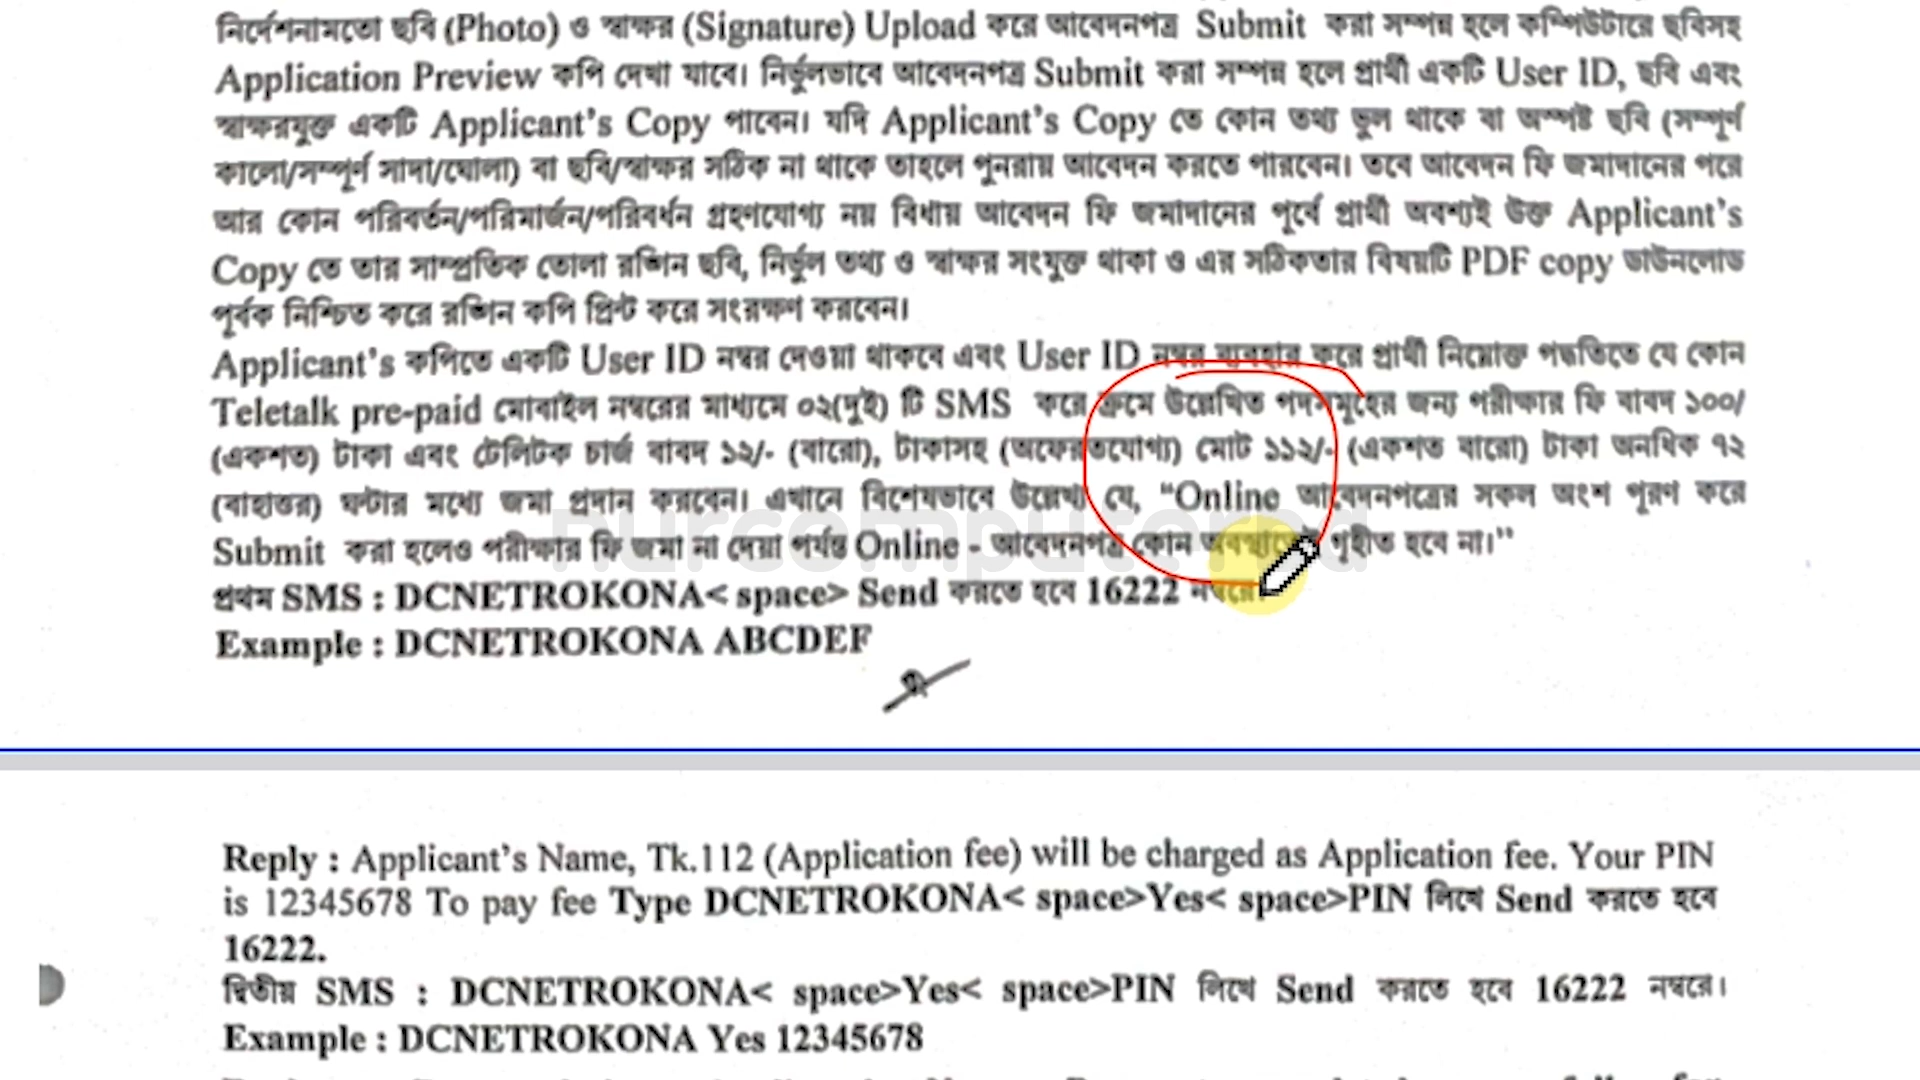 নির্দেশনামতো ছবি (Photo) ও স্বাক্ষর (Signature) Upload করে আবেদনপত্র Submit করা সম্পন্ন হলে কম্পিউটারে ছবিসহ
Application Preview কপি দেখা যাবে। নির্ভুলভাবে আবেদনপত্র Submit করা সম্পন্ন হলে প্রার্থী একটি User ID, ছবি এবং
স্বাক্ষরযুক্ত একটি Applicant's Copy পাবেন। যদি Applicant's Copy তে কোন তথ্য ভুল থাকে বা অস্পষ্ট ছবি (সম্পূর্ণ
কালো/সম্পূর্ণ সাদা/ঘোলা) বা ছবি/স্বাক্ষর সঠিক না থাকে তাহলে পুনরায় আবেদন করতে পারবেন। তবে আবেদন ফি জমাদানের পরে
আর কোন পরিবর্তন/পরিমার্জন/পরিবর্ধন গ্রহণযোগ্য নয় বিধায় আবেদন ফি জমাদানের পূর্বে প্রার্থী অবশ্যই উক্ত Applicant's
Copy তে তার সাম্প্রতিক তোলা রঙ্গিন ছবি, নির্ভুল তথ্য ও স্বাক্ষর সংযুক্ত থাকা ও এর সঠিকতার বিষয়টি PDF copy ডাউনলোড
পূর্বক নিশ্চিত করে রঙ্গিন কপি প্রিন্ট করে সংরক্ষণ করবেন।
Applicant's কপিতে একটি User ID নম্বর দেওয়া থাকবে এবং User ID নম্বর ব্যবহার করে প্রার্থী নিম্নোক্ত পদ্ধতিতে যে কোন
Teletalk pre-paid মোবাইল নম্বরের মাধ্যমে ০২(দুই) টি SMS করে ক্রমে উল্লেখিত পদসমূহের জন্য পরীক্ষার ফি বাবদ ১০০/
(একশত) টাকা এবং টেলিটক চার্জ বাবদ ১২/- (বারো), টাকাসহ (অফেরতযোগ্য) মোট ১১২/- (একশত বারো) টাকা অনধিক ৭২
(বাহাত্তর) ঘন্টার মধ্যে জমা প্রদান করবেন। এখানে বিশেষভাবে উল্লেখ্য যে, “Online আবেদনপত্রের সকল অংশ পূরণ করে
Submit করা হলেও পরীক্ষার ফি জমা না দেয়া পর্যন্ত Online - আবেদনপত্র কোন অবস্থাতেই গৃহীত হবে না।”
nurcomputerpa
প্রথম SMS : DCNETROKONA< space> Send করতে হবে 16222 নম্বরে।
Example : DCNETROKONA ABCDEF
Reply : Applicant's Name, Tk.112 (Application fee) will be charged as Application fee. Your PIN
is 12345678 To pay fee Type DCNETROKONA< space>Yes< space>PIN লিখে Send করতে হবে
16222.
দ্বিতীয় SMS : DCNETROKONA< space>Yes< space>PIN লিখে Send করতে হবে 16222 নম্বরে।
Example : DCNETROKONA Yes 12345678